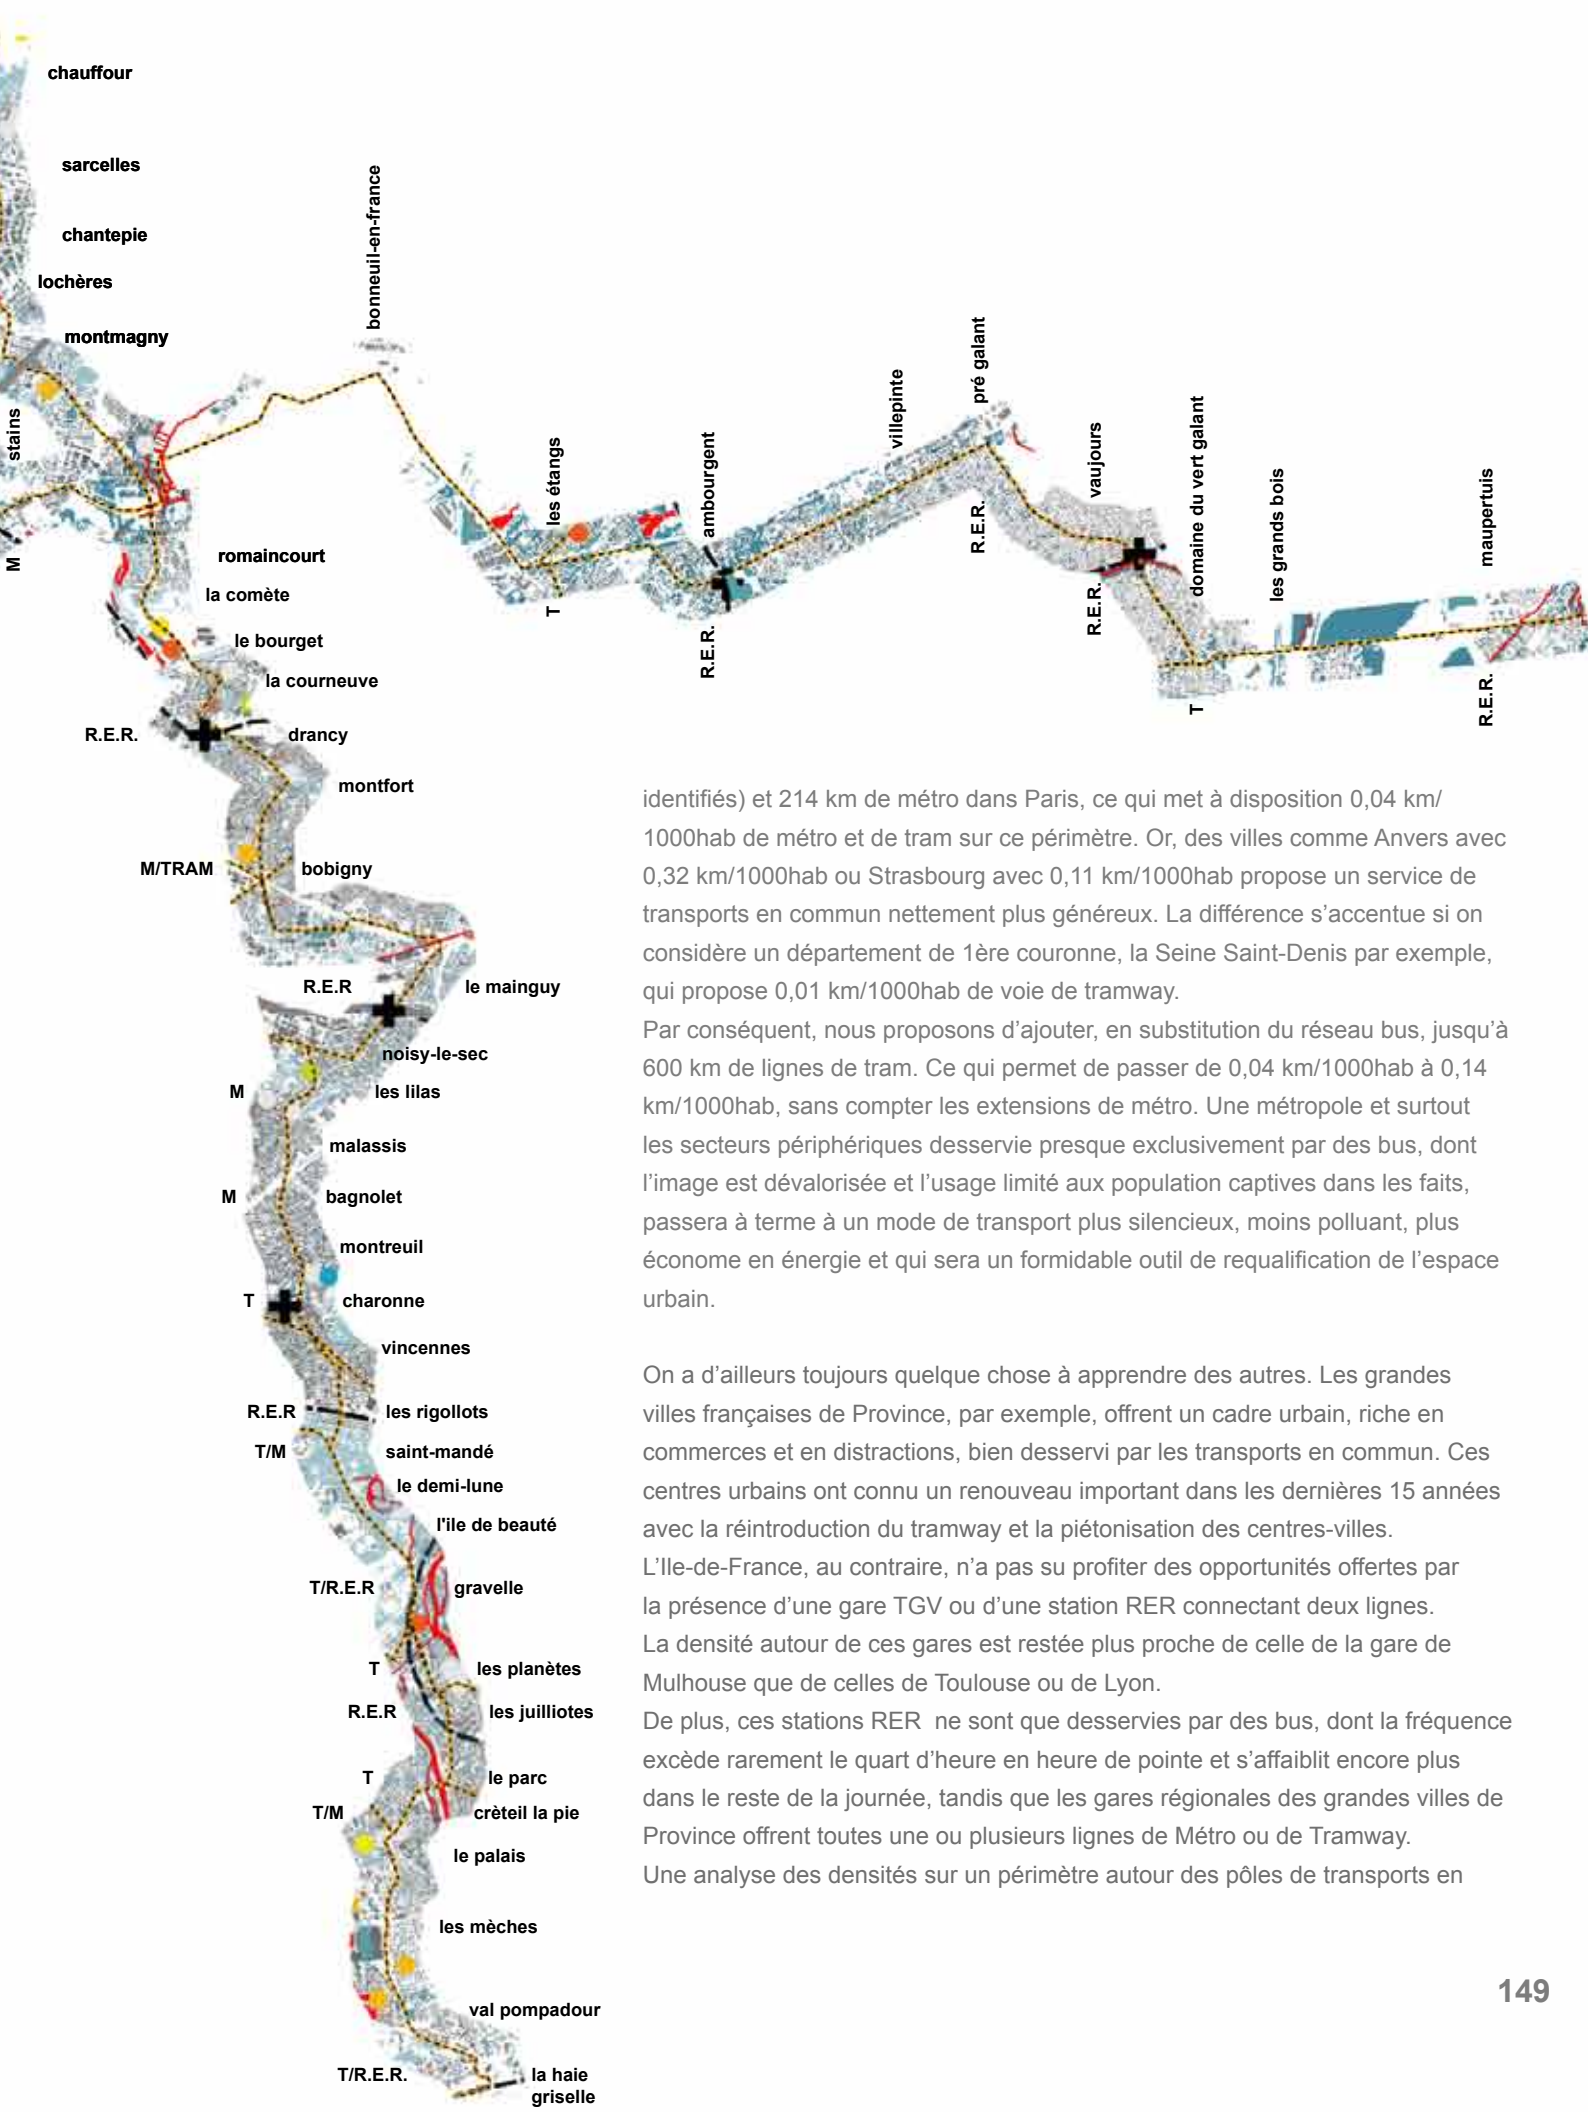 chauffour
sarcelles
chantepie
lochères
montmagny
stains
M
bonneuil-en-france
les étangs
T
ambourgent
R.E.R.
villepinte
pré galant
R.E.R.
vaujours
R.E.R.
domaine du vert galant
T
les grands bois
maupertuis
R.E.R.
romaincourt
la comète
le bourget
la courneuve
R.E.R.
drancy
montfort
M/TRAM
bobigny
R.E.R
le mainguy
noisy-le-sec
M
les lilas
malassis
M
bagnolet
montreuil
T
charonne
vincennes
R.E.R
les rigollots
T/M
saint-mandé
le demi-lune
l'ile de beauté
T/R.E.R
gravelle
T
les planètes
R.E.R
les juilliotes
T
le parc
T/M
crèteil la pie
le palais
les mèches
val pompadour
T/R.E.R.
la haie
griselle
identifiés) et 214 km de métro dans Paris, ce qui met à disposition 0,04 km/
1000hab de métro et de tram sur ce périmètre. Or, des villes comme Anvers avec
0,32 km/1000hab ou Strasbourg avec 0,11 km/1000hab propose un service de
transports en commun nettement plus généreux. La différence s’accentue si on
considère un département de 1ère couronne, la Seine Saint-Denis par exemple,
qui propose 0,01 km/1000hab de voie de tramway.
Par conséquent, nous proposons d’ajouter, en substitution du réseau bus, jusqu’à
600 km de lignes de tram. Ce qui permet de passer de 0,04 km/1000hab à 0,14
km/1000hab, sans compter les extensions de métro. Une métropole et surtout
les secteurs périphériques desservie presque exclusivement par des bus, dont
l’image est dévalorisée et l’usage limité aux population captives dans les faits,
passera à terme à un mode de transport plus silencieux, moins polluant, plus
économe en énergie et qui sera un formidable outil de requalification de l’espace
urbain.
On a d’ailleurs toujours quelque chose à apprendre des autres. Les grandes
villes françaises de Province, par exemple, offrent un cadre urbain, riche en
commerces et en distractions, bien desservi par les transports en commun. Ces
centres urbains ont connu un renouveau important dans les dernières 15 années
avec la réintroduction du tramway et la piétonisation des centres-villes.
L’Ile-de-France, au contraire, n’a pas su profiter des opportunités offertes par
la présence d’une gare TGV ou d’une station RER connectant deux lignes.
La densité autour de ces gares est restée plus proche de celle de la gare de
Mulhouse que de celles de Toulouse ou de Lyon.
De plus, ces stations RER  ne sont que desservies par des bus, dont la fréquence
excède rarement le quart d’heure en heure de pointe et s’affaiblit encore plus
dans le reste de la journée, tandis que les gares régionales des grandes villes de
Province offrent toutes une ou plusieurs lignes de Métro ou de Tramway.
Une analyse des densités sur un périmètre autour des pôles de transports en
149